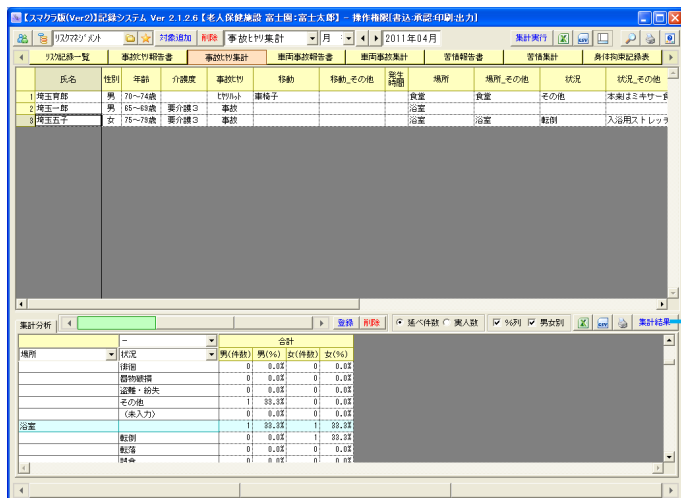 【スマクラ版(Ver2)】記録システム Ver 2.1.2.6【老人保健施設 富士園：富士太郎】 - 操作権限[書込・承認・印刷・出力]
リスクマネジメント 対象追加 削除 事故ヒヤリ集計 月 2011年04月 集計実行
リスク記録一覧 事故ヒヤリ報告書 事故ヒヤリ集計 車両事故報告書 車両事故集計 苦情報告書 苦情集計 身体拘束記録表
氏名 性別 年齢 介護度 事故ヒヤリ 移動 移動_その他 発生時間 場所 場所_その他 状況 状況_その他
1 埼玉育郎 男 70～74歳 ヒヤリハット 車椅子 食堂 食堂 その他 本来はミキサー食
2 埼玉一郎 男 65～69歳 要介護3 事故 浴室
3 埼玉五子 女 75～79歳 要介護3 事故 浴室 浴室 転倒 入浴用ストレッチ
集計分析 登録 削除 延べ件数 実人数 %列 男女別 集計結果
－ 合計
場所 状況 男(件数) 男(%) 女(件数) 女(%)
徘徊 0 0.0% 0 0.0%
器物破損 0 0.0% 0 0.0%
盗難・紛失 0 0.0% 0 0.0%
その他 1 33.3% 0 0.0%
(未入力) 0 0.0% 0 0.0%
浴室 1 33.3% 1 33.3%
転倒 0 0.0% 1 33.3%
転落 0 0.0% 0 0.0%
誤食 0 0.0% 0 0.0%